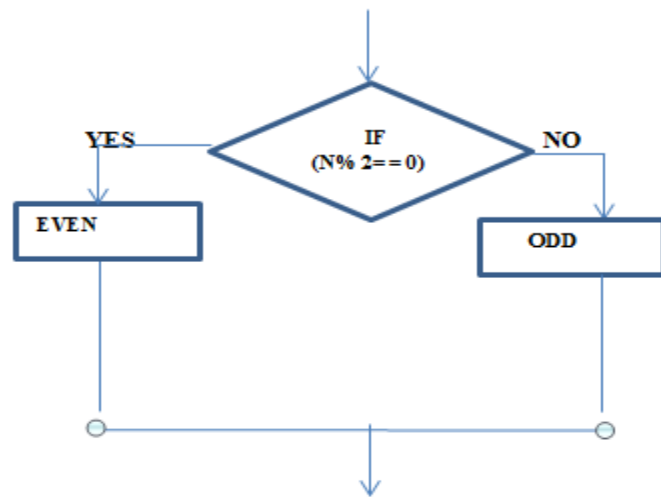 IF
(N% 2==0)
YES
NO
EVEN
ODD